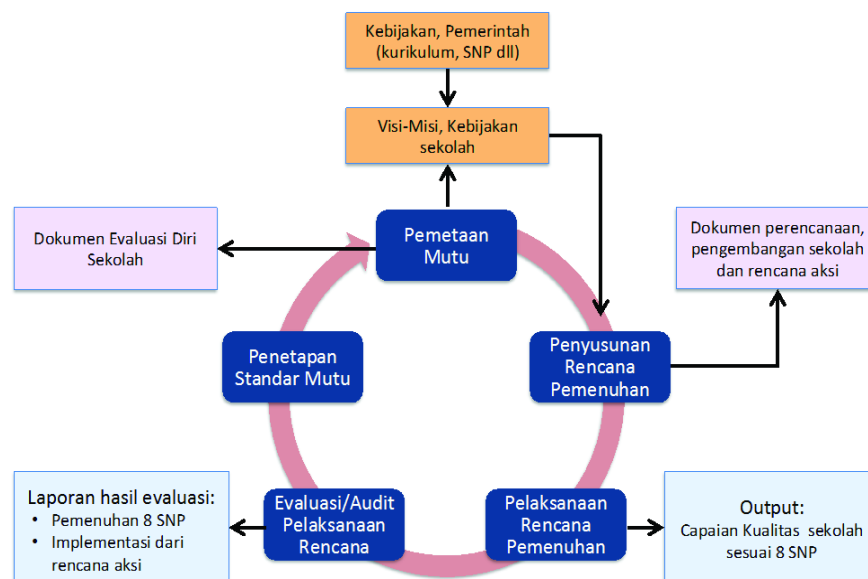 Kebijakan, Pemerintah
(kurikulum, SNP dll)
Visi-Misi, Kebijakan
sekolah
Dokumen Evaluasi Diri
Sekolah
Pemetaan
Mutu
Dokumen perencanaan,
pengembangan sekolah
dan rencana aksi
Penetapan
Standar Mutu
Penyusunan
Rencana
Pemenuhan
Laporan hasil evaluasi:
• Pemenuhan 8 SNP
• Implementasi dari
rencana aksi
Evaluasi/Audit
Pelaksanaan
Rencana
Pelaksanaan
Rencana
Pemenuhan
Output:
Capaian Kualitas sekolah
sesuai 8 SNP